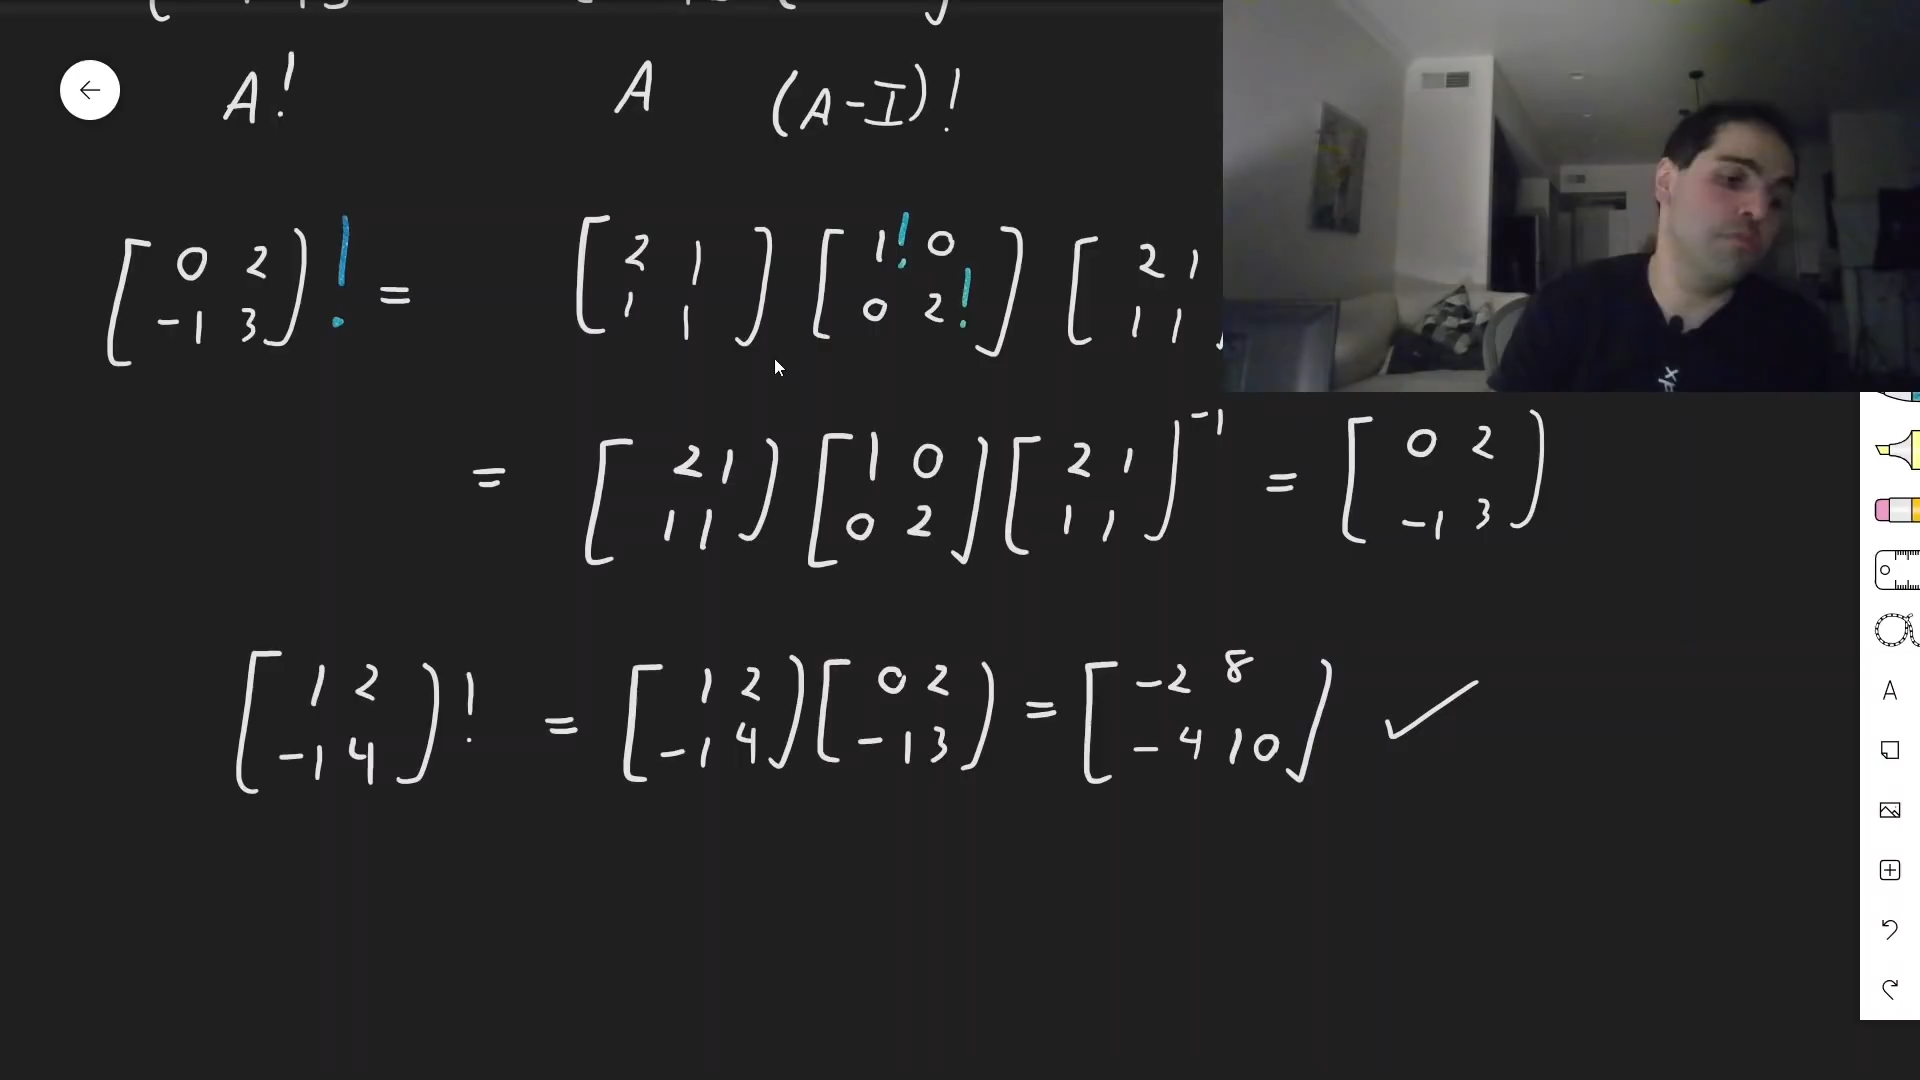 A! A (A-I)!
[0 2 -1 3]! = [2 1 1 1] [1! 0 0 2!] [2 1 1 1
= [2 1 1 1] [1 0 0 2] [2 1 1 1]⁻¹ = [0 2 -1 3]
[1 2 -1 4]! = [1 2 -1 4] [0 2 -1 3] = [-2 8 -4 10] ✓
A